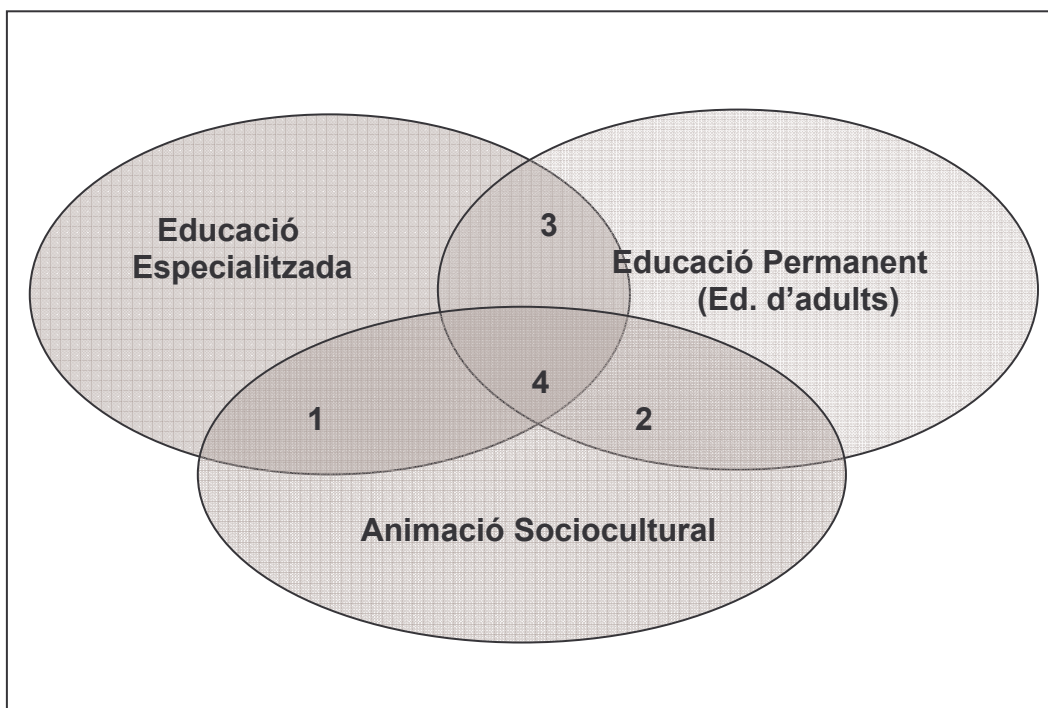 Educació
Especialitzada
3
Educació Permanent
(Ed. d’adults)
4
1
2
Animació Sociocultural